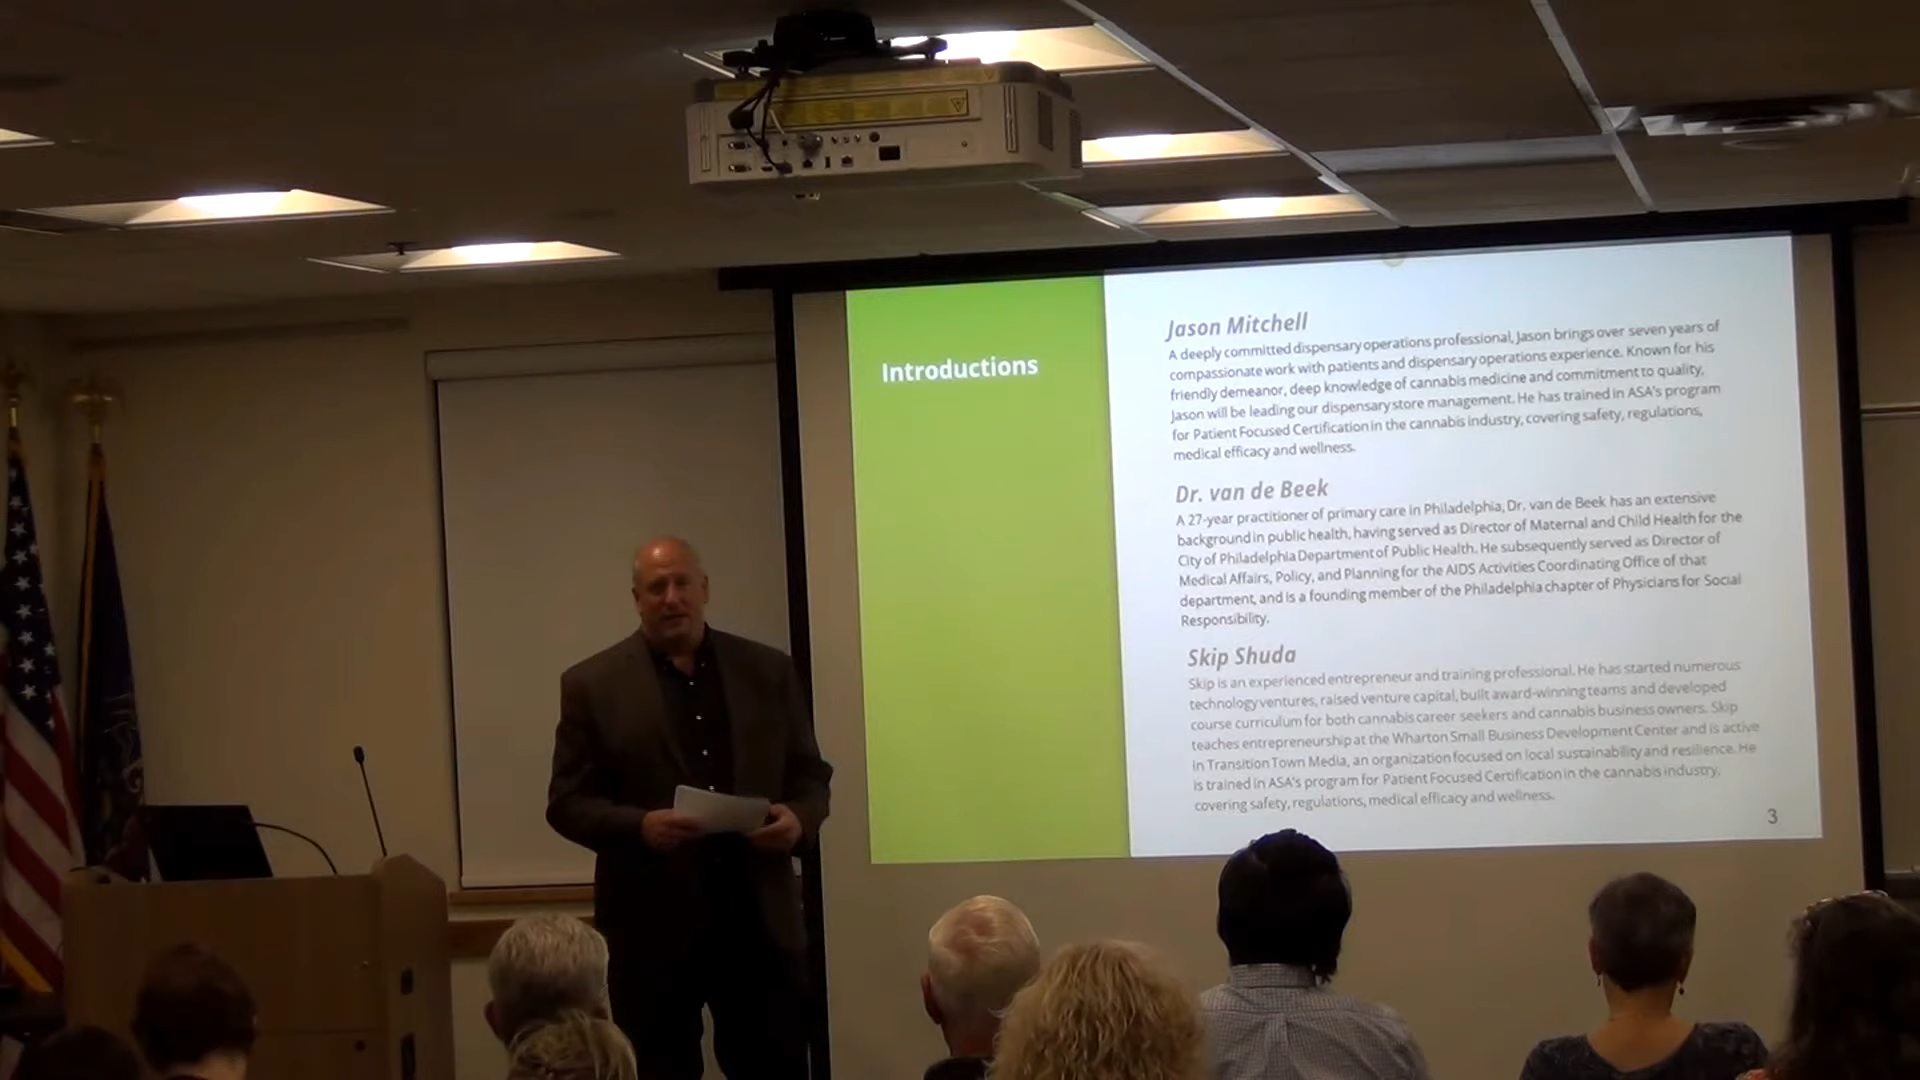 Introductions
Jason Mitchell
A deeply committed dispensary operations professional, Jason brings over seven years of
compassionate work with patients and dispensary operations experience. Known for his
friendly demeanor, deep knowledge of cannabis medicine and commitment to quality,
Jason will be leading our dispensary store management. He has trained in ASA's program
for Patient Focused Certification in the cannabis industry, covering safety, regulations,
medical efficacy and wellness.
Dr. van de Beek
A 27-year practitioner of primary care in Philadelphia, Dr. van de Beek has an extensive
background in public health, having served as Director of Maternal and Child Health for the
City of Philadelphia Department of Public Health. He subsequently served as Director of
Medical Affairs, Policy, and Planning for the AIDS Activities Coordinating Office of that
department, and is a founding member of the Philadelphia chapter of Physicians for Social
Responsibility.
Skip Shuda
Skip is an experienced entrepreneur and training professional. He has started numerous
technology ventures, raised venture capital, built award-winning teams and developed
course curriculum for both cannabis career seekers and cannabis business owners. Skip
teaches entrepreneurship at the Wharton Small Business Development Center and is active
in Transition Town Media, an organization focused on local sustainability and resilience. He
is trained in ASA's program for Patient Focused Certification in the cannabis industry,
covering safety, regulations, medical efficacy and wellness.
3